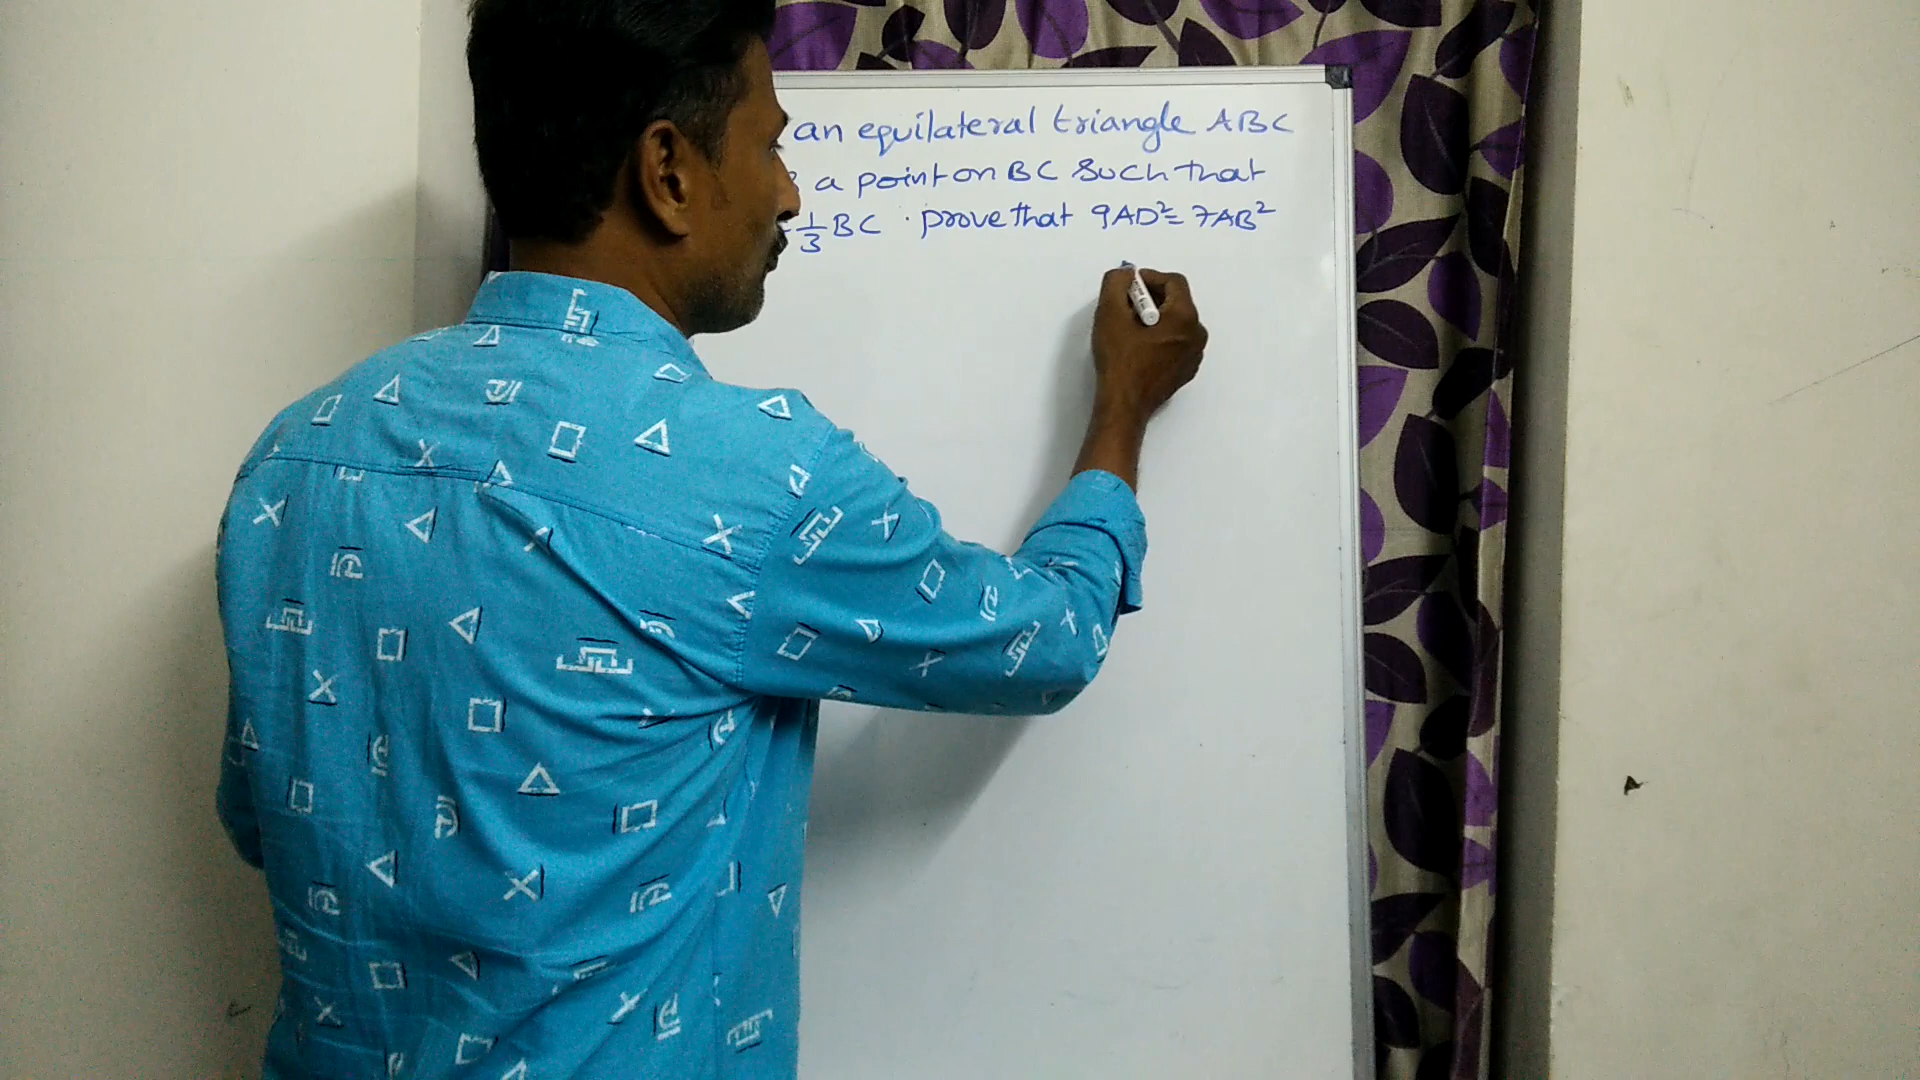 an equilateral triangle ABC
a point on BC such that
= 1/3 BC . prove that 9AD² = 7AB²